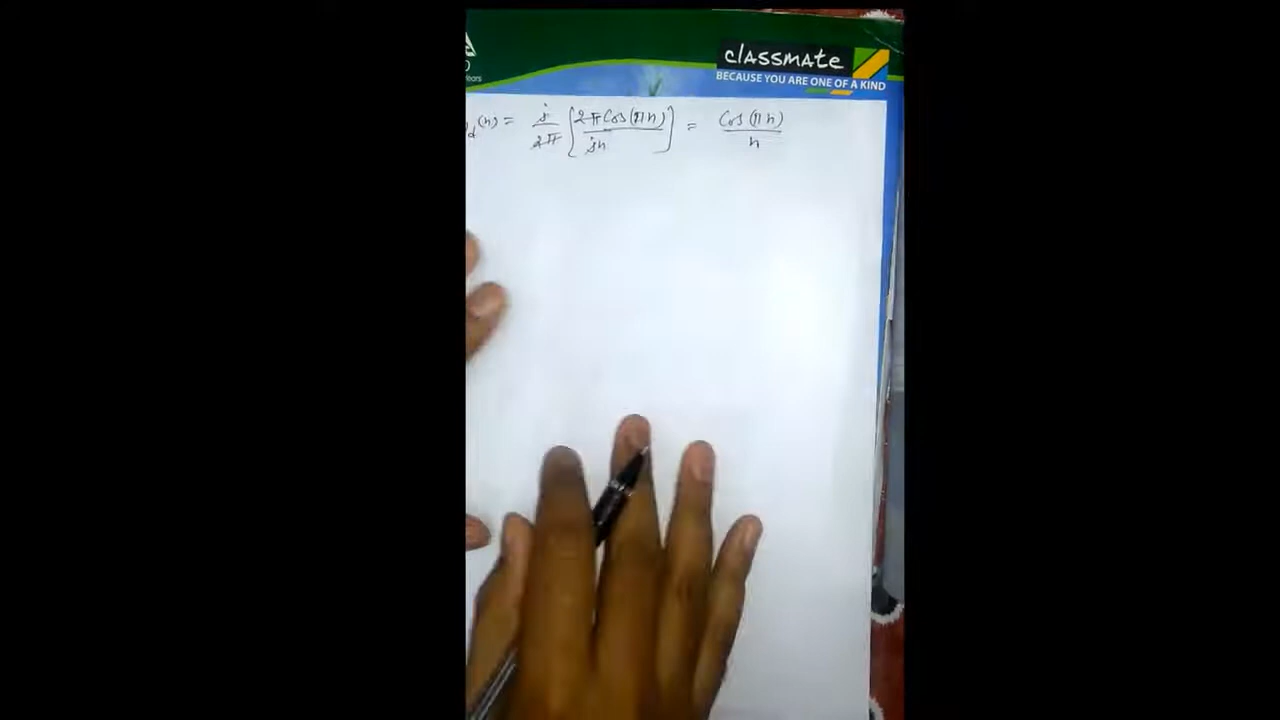 classmate
BECAUSE YOU ARE ONE OF A KIND
d(n) = j/2π [2π Cos(πn)/jn] = Cos(πn)/n